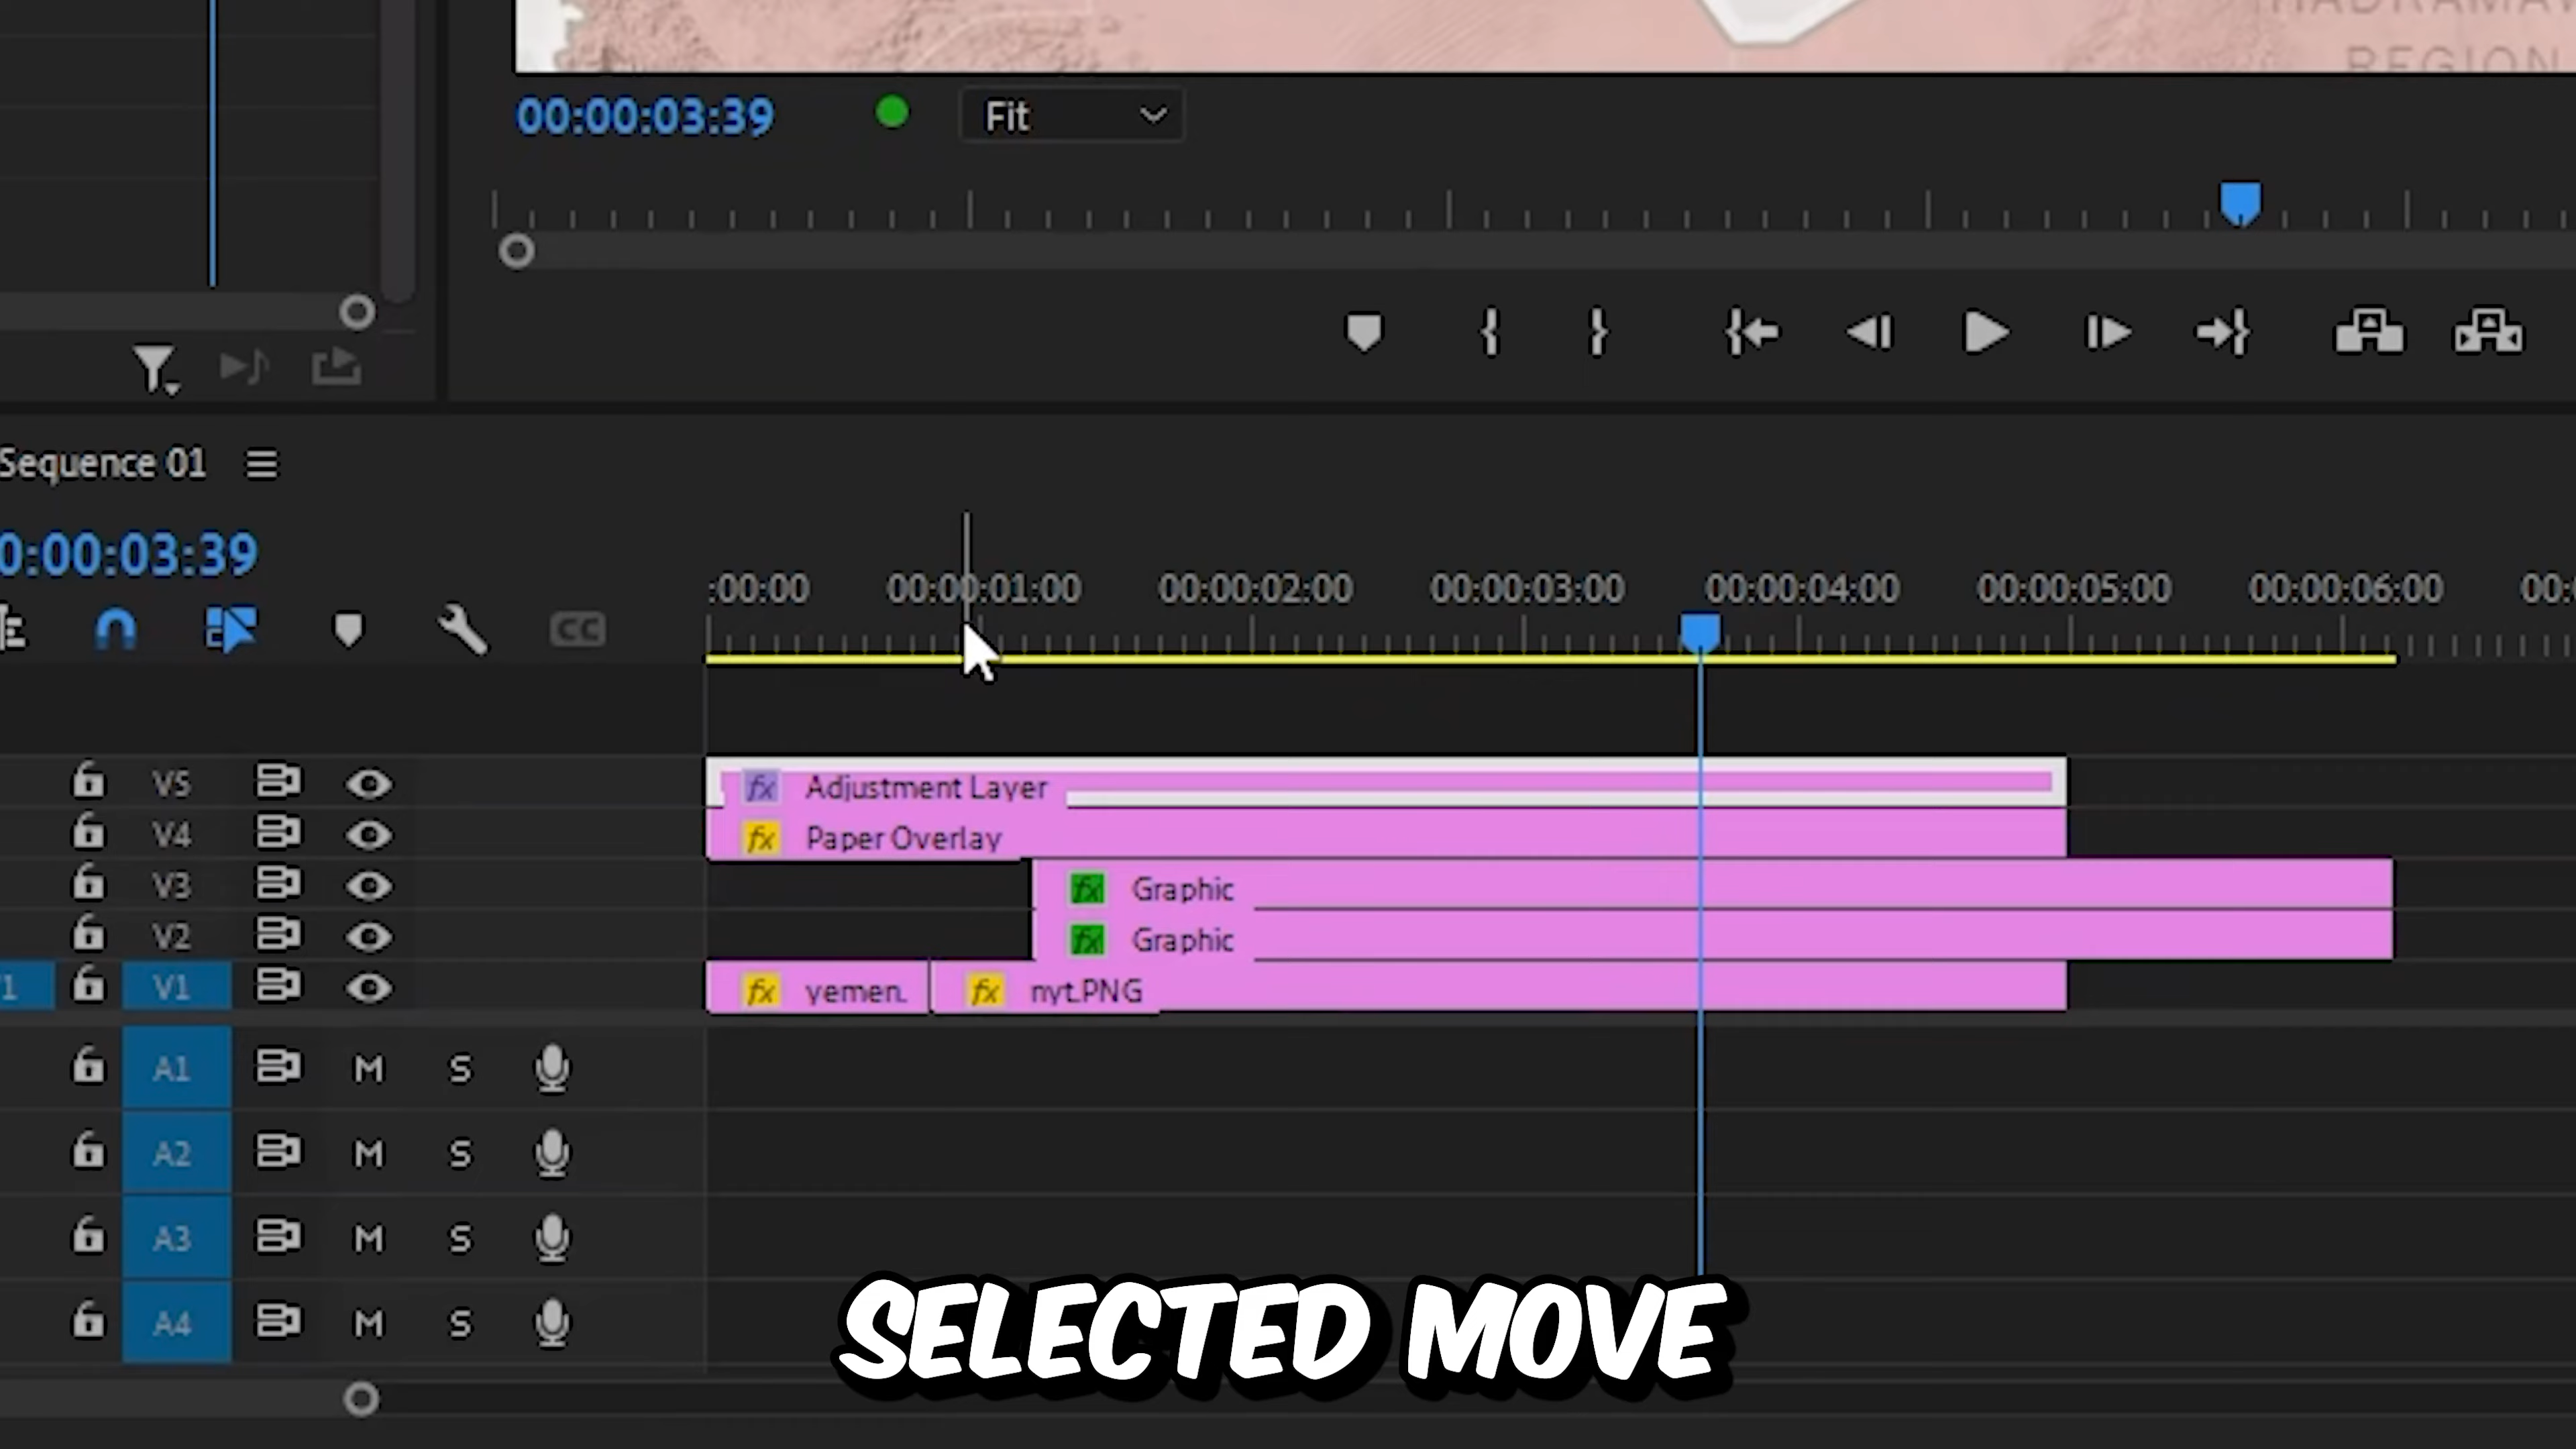 HADRAMAW
REGION
00:00:03:39
Fit
Sequence 01
0:00:03:39
:00:00 00:00:01:00 00:00:02:00 00:00:03:00 00:00:04:00 00:00:05:00 00:00:06:00 00:
CC
V5 fx Adjustment Layer
V4 fx Paper Overlay
V3 fx Graphic
V2 fx Graphic
V1 V1 fx yemen. fx nyt.PNG
A1 M S
A2 M S
A3 M S
A4 M S
SELECTED MOVE